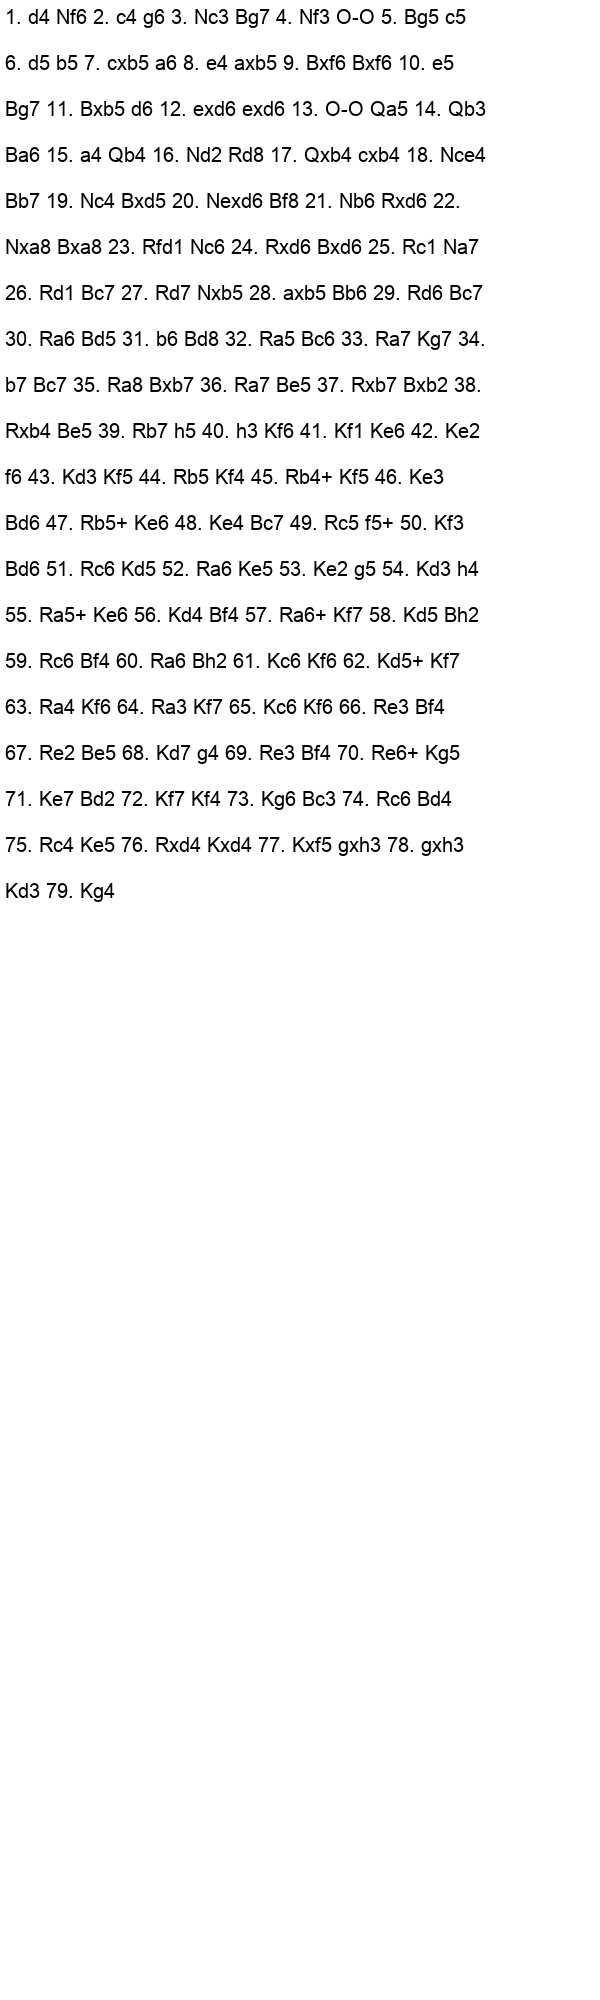 1. d4 Nf6 2. c4 g6 3. Nc3 Bg7 4. Nf3 O-O 5. Bg5 c5
6. d5 b5 7. cxb5 a6 8. e4 axb5 9. Bxf6 Bxf6 10. e5
Bg7 11. Bxb5 d6 12. exd6 exd6 13. O-O Qa5 14. Qb3
Ba6 15. a4 Qb4 16. Nd2 Rd8 17. Qxb4 cxb4 18. Nce4
Bb7 19. Nc4 Bxd5 20. Nexd6 Bf8 21. Nb6 Rxd6 22.
Nxa8 Bxa8 23. Rfd1 Nc6 24. Rxd6 Bxd6 25. Rc1 Na7
26. Rd1 Bc7 27. Rd7 Nxb5 28. axb5 Bb6 29. Rd6 Bc7
30. Ra6 Bd5 31. b6 Bd8 32. Ra5 Bc6 33. Ra7 Kg7 34.
b7 Bc7 35. Ra8 Bxb7 36. Ra7 Be5 37. Rxb7 Bxb2 38.
Rxb4 Be5 39. Rb7 h5 40. h3 Kf6 41. Kf1 Ke6 42. Ke2
f6 43. Kd3 Kf5 44. Rb5 Kf4 45. Rb4+ Kf5 46. Ke3
Bd6 47. Rb5+ Ke6 48. Ke4 Bc7 49. Rc5 f5+ 50. Kf3
Bd6 51. Rc6 Kd5 52. Ra6 Ke5 53. Ke2 g5 54. Kd3 h4
55. Ra5+ Ke6 56. Kd4 Bf4 57. Ra6+ Kf7 58. Kd5 Bh2
59. Rc6 Bf4 60. Ra6 Bh2 61. Kc6 Kf6 62. Kd5+ Kf7
63. Ra4 Kf6 64. Ra3 Kf7 65. Kc6 Kf6 66. Re3 Bf4
67. Re2 Be5 68. Kd7 g4 69. Re3 Bf4 70. Re6+ Kg5
71. Ke7 Bd2 72. Kf7 Kf4 73. Kg6 Bc3 74. Rc6 Bd4
75. Rc4 Ke5 76. Rxd4 Kxd4 77. Kxf5 gxh3 78. gxh3
Kd3 79. Kg4